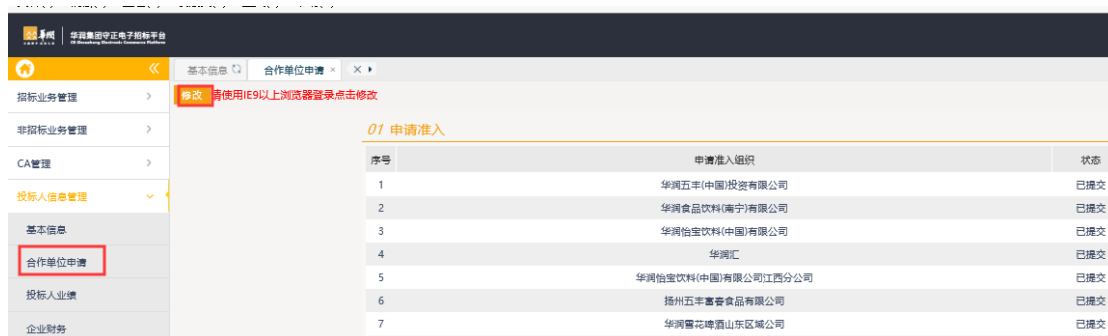 华润
华润集团守正电子招标平台
基本信息
合作单位申请 ×
招标业务管理
修改 请使用IE9以上浏览器登录点击修改
非招标业务管理
01 申请准入
CA管理
序号 申请准入组织 状态
投标人信息管理
1 华润五丰(中国)投资有限公司 已提交
2 华润食品饮料(南宁)有限公司 已提交
基本信息
3 华润怡宝饮料(中国)有限公司 已提交
合作单位申请
4 华润汇 已提交
5 华润怡宝饮料(中国)有限公司江西分公司 已提交
投标人业绩
6 扬州五丰富春食品有限公司 已提交
企业财务
7 华润雪花啤酒山东区域公司 已提交